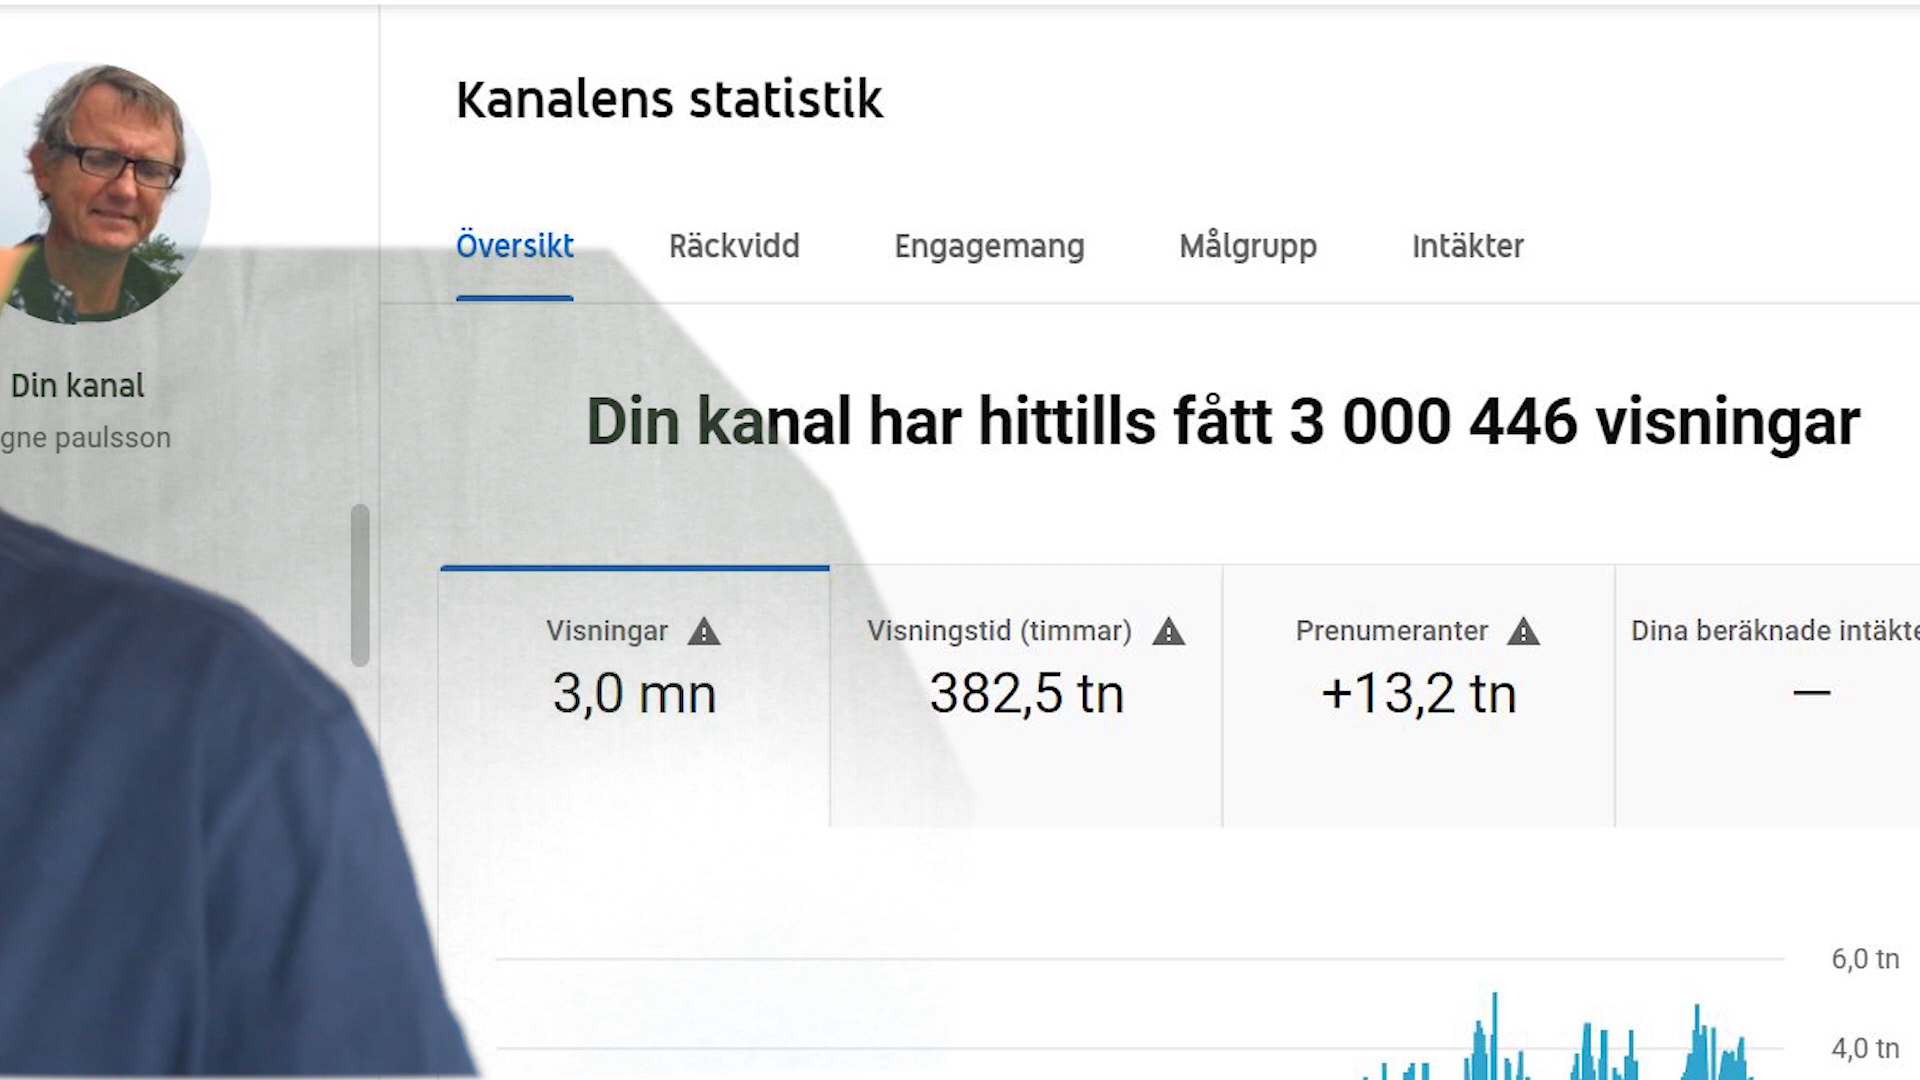 Kanalens statistik
Översikt Räckvidd Engagemang Målgrupp Intäkter
Din kanal
gne paulsson
Din kanal har hittills fått 3 000 446 visningar
Visningar Visningstid (timmar) Prenumeranter Dina beräknade intäkte
3,0 mn 382,5 tn +13,2 tn —
6,0 tn
4,0 tn